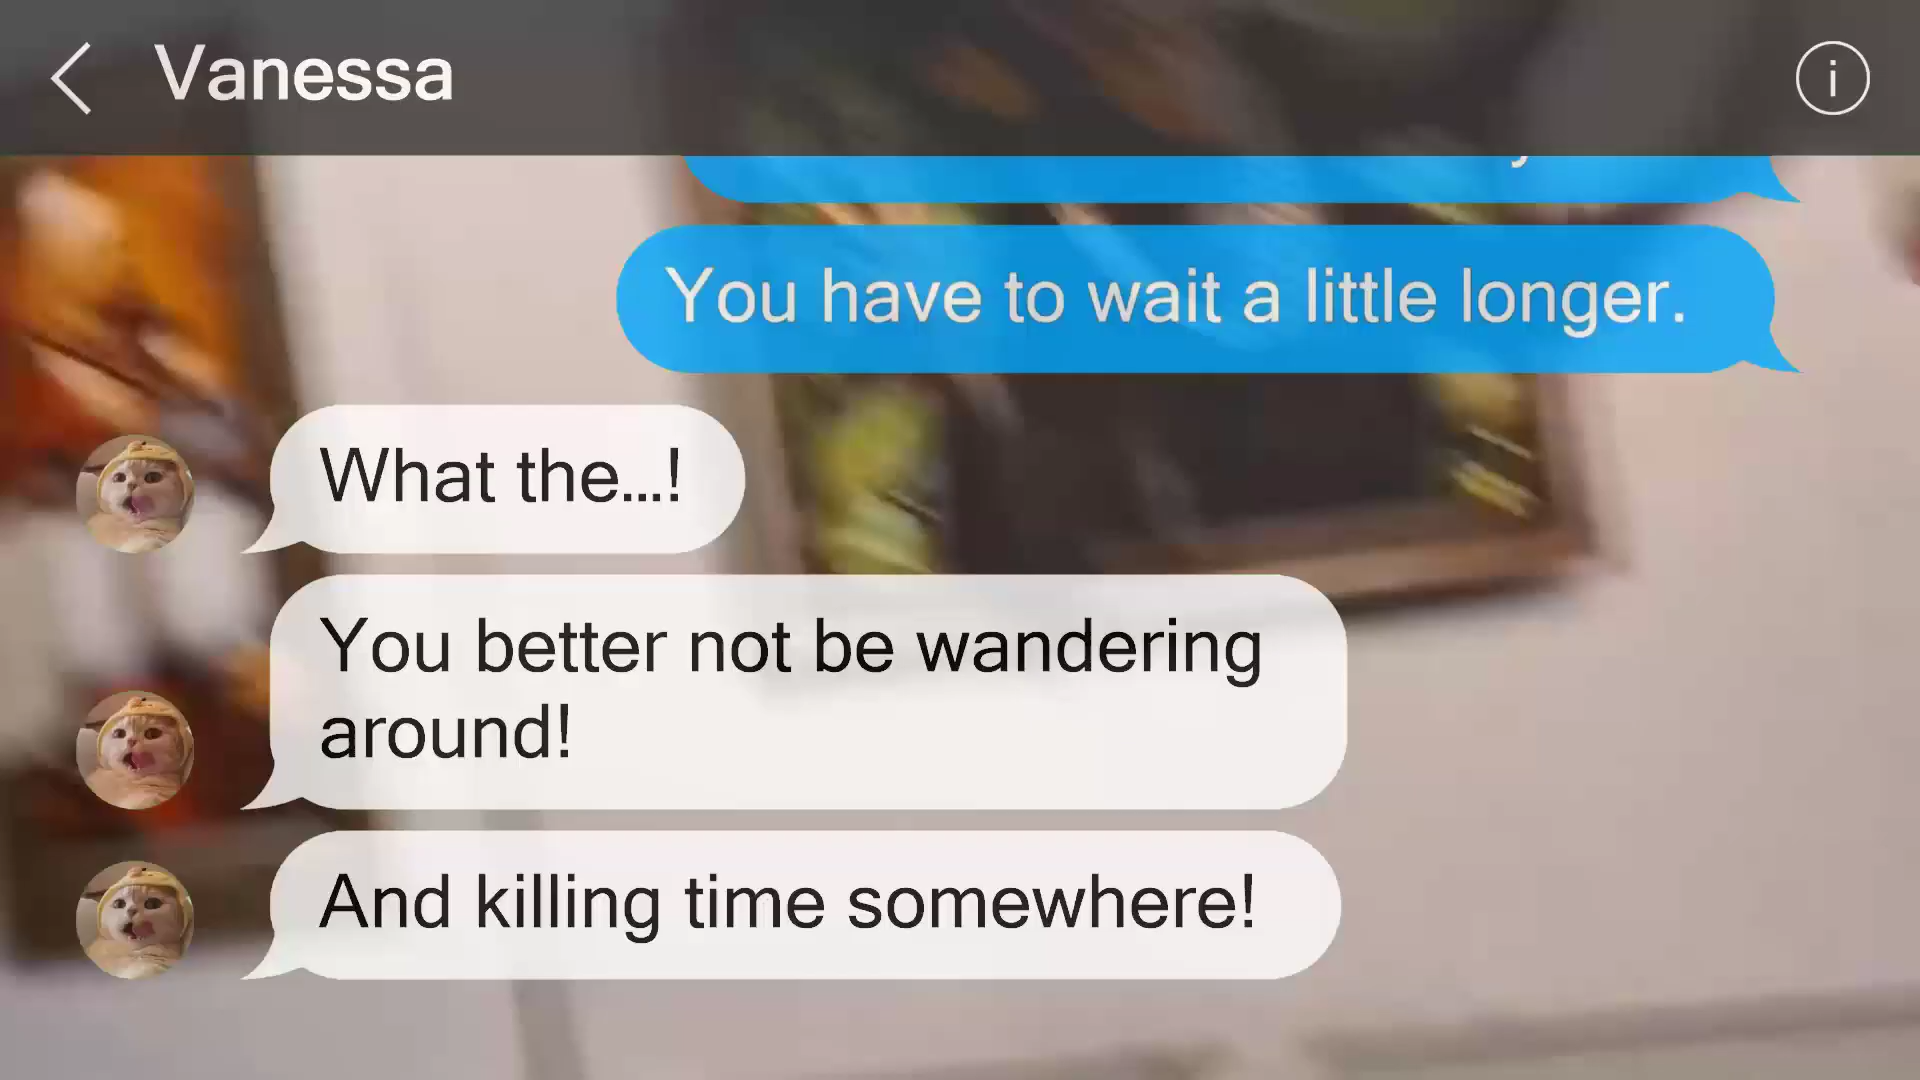 Vanessa
You have to wait a little longer.
What the...!
You better not be wandering
around!
And killing time somewhere!